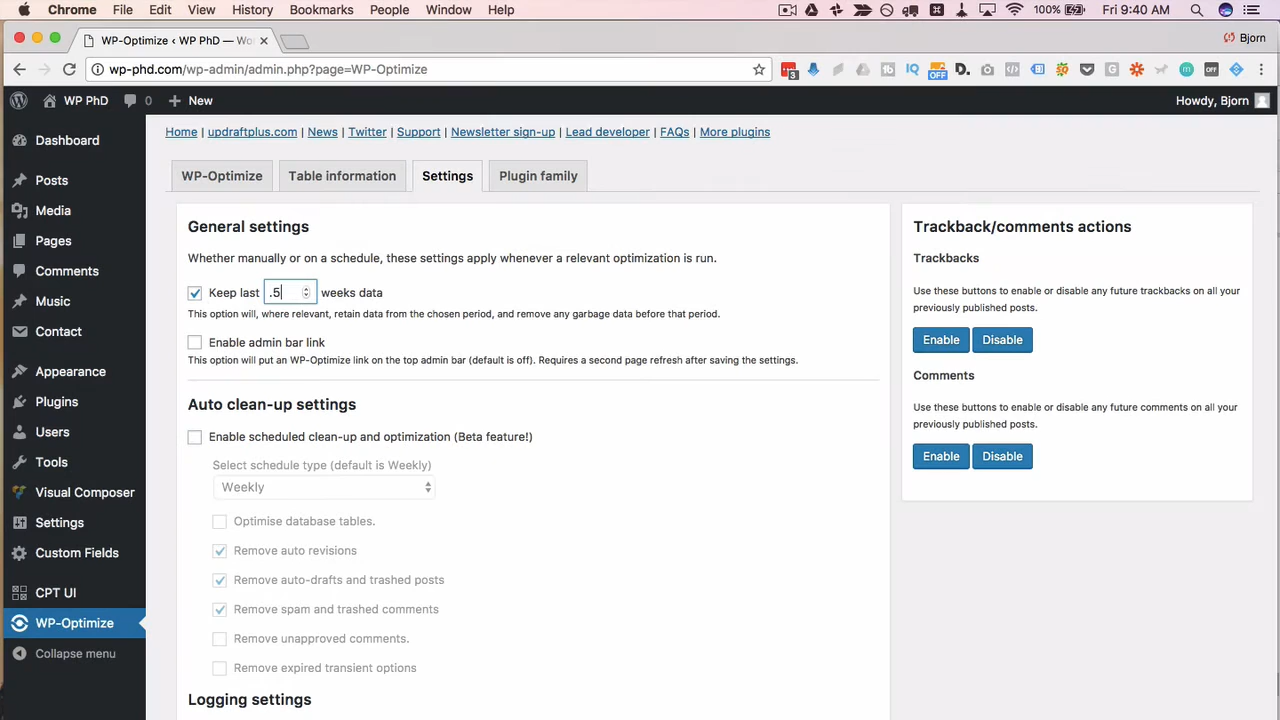 Chrome File Edit View History Bookmarks People Window Help 100% Fri 9:40 AM
WP-Optimize ‹ WP PhD — Wo
Bjorn
wp-phd.com/wp-admin/admin.php?page=WP-Optimize
WP PhD 0 New Howdy, Bjorn
Home | updraftplus.com | News | Twitter | Support | Newsletter sign-up | Lead developer | FAQs | More plugins
WP-Optimize Table information Settings Plugin family
Dashboard
Posts
Media
Pages
Comments
Music
Contact
Appearance
Plugins
Users
Tools
Visual Composer
Settings
Custom Fields
CPT UI
WP-Optimize
Collapse menu
General settings
Whether manually or on a schedule, these settings apply whenever a relevant optimization is run.
Keep last .5 weeks data
This option will, where relevant, retain data from the chosen period, and remove any garbage data before that period.
Enable admin bar link
This option will put an WP-Optimize link on the top admin bar (default is off). Requires a second page refresh after saving the settings.
Auto clean-up settings
Enable scheduled clean-up and optimization (Beta feature!)
Select schedule type (default is Weekly)
Weekly
Optimise database tables.
Remove auto revisions
Remove auto-drafts and trashed posts
Remove spam and trashed comments
Remove unapproved comments.
Remove expired transient options
Logging settings
Trackback/comments actions
Trackbacks
Use these buttons to enable or disable any future trackbacks on all your
previously published posts.
Enable Disable
Comments
Use these buttons to enable or disable any future comments on all your
previously published posts.
Enable Disable